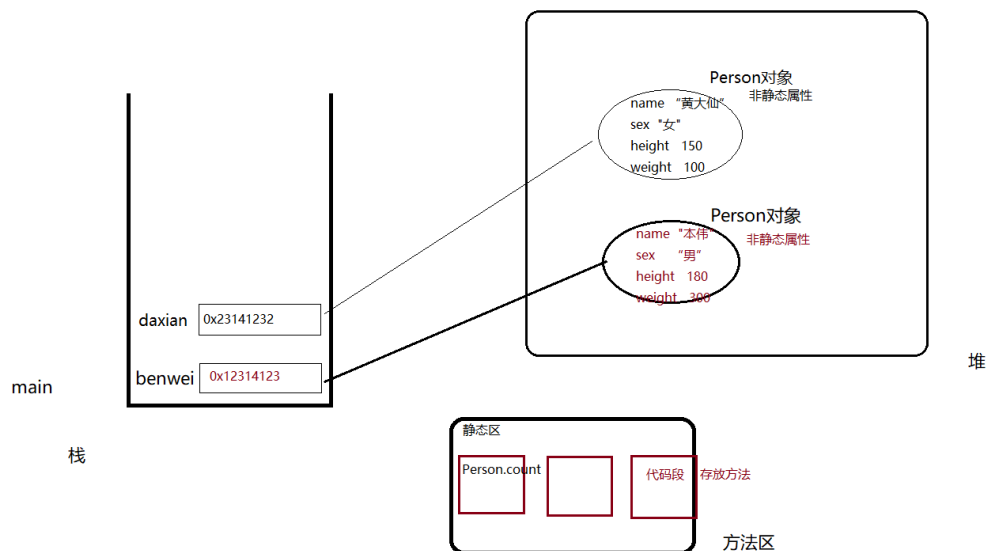 Person对象
非静态属性
name “黄大仙”
sex "女"
height 150
weight 100
Person对象
非静态属性
name "本伟"
sex “男”
height 180
weight 300
daxian 0x23141232
benwei 0x12314123
main
栈
堆
静态区
Person.count
代码段 存放方法
方法区